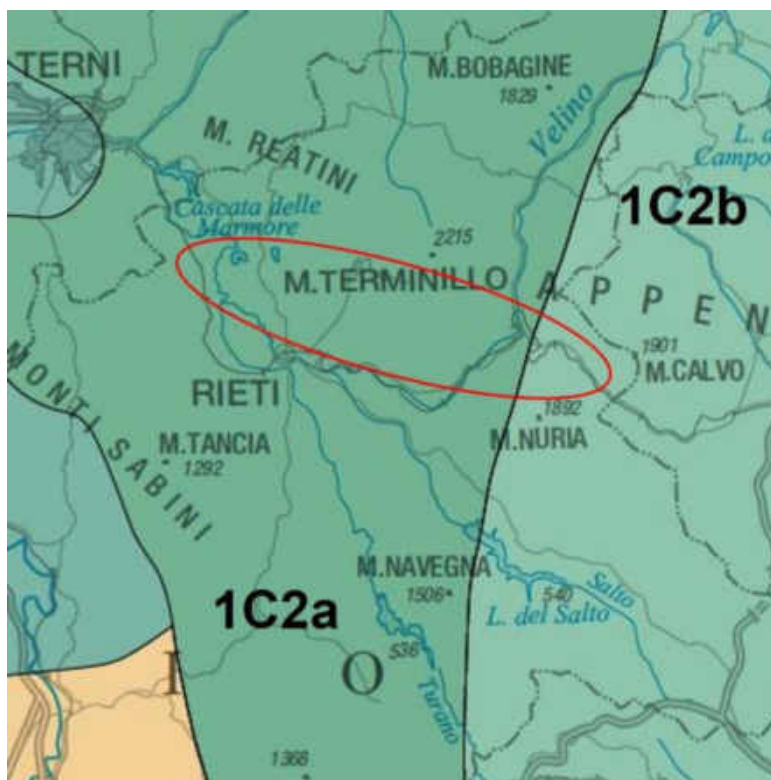 TERNI
M.BOBAGINE
1829
Velino
M. REATINI
L. d
Campo
1C2b
Cascata delle
Marmore
2215
M.TERMINILLO
APPEN
1901
M.CALVO
MONTI SABINI
RIETI
1892
M.NURIA
M.TANCIA
1292
M.NAVEGNA
1506
540
Salto
L. del Salto
1C2a
536
I O
Turano
1368